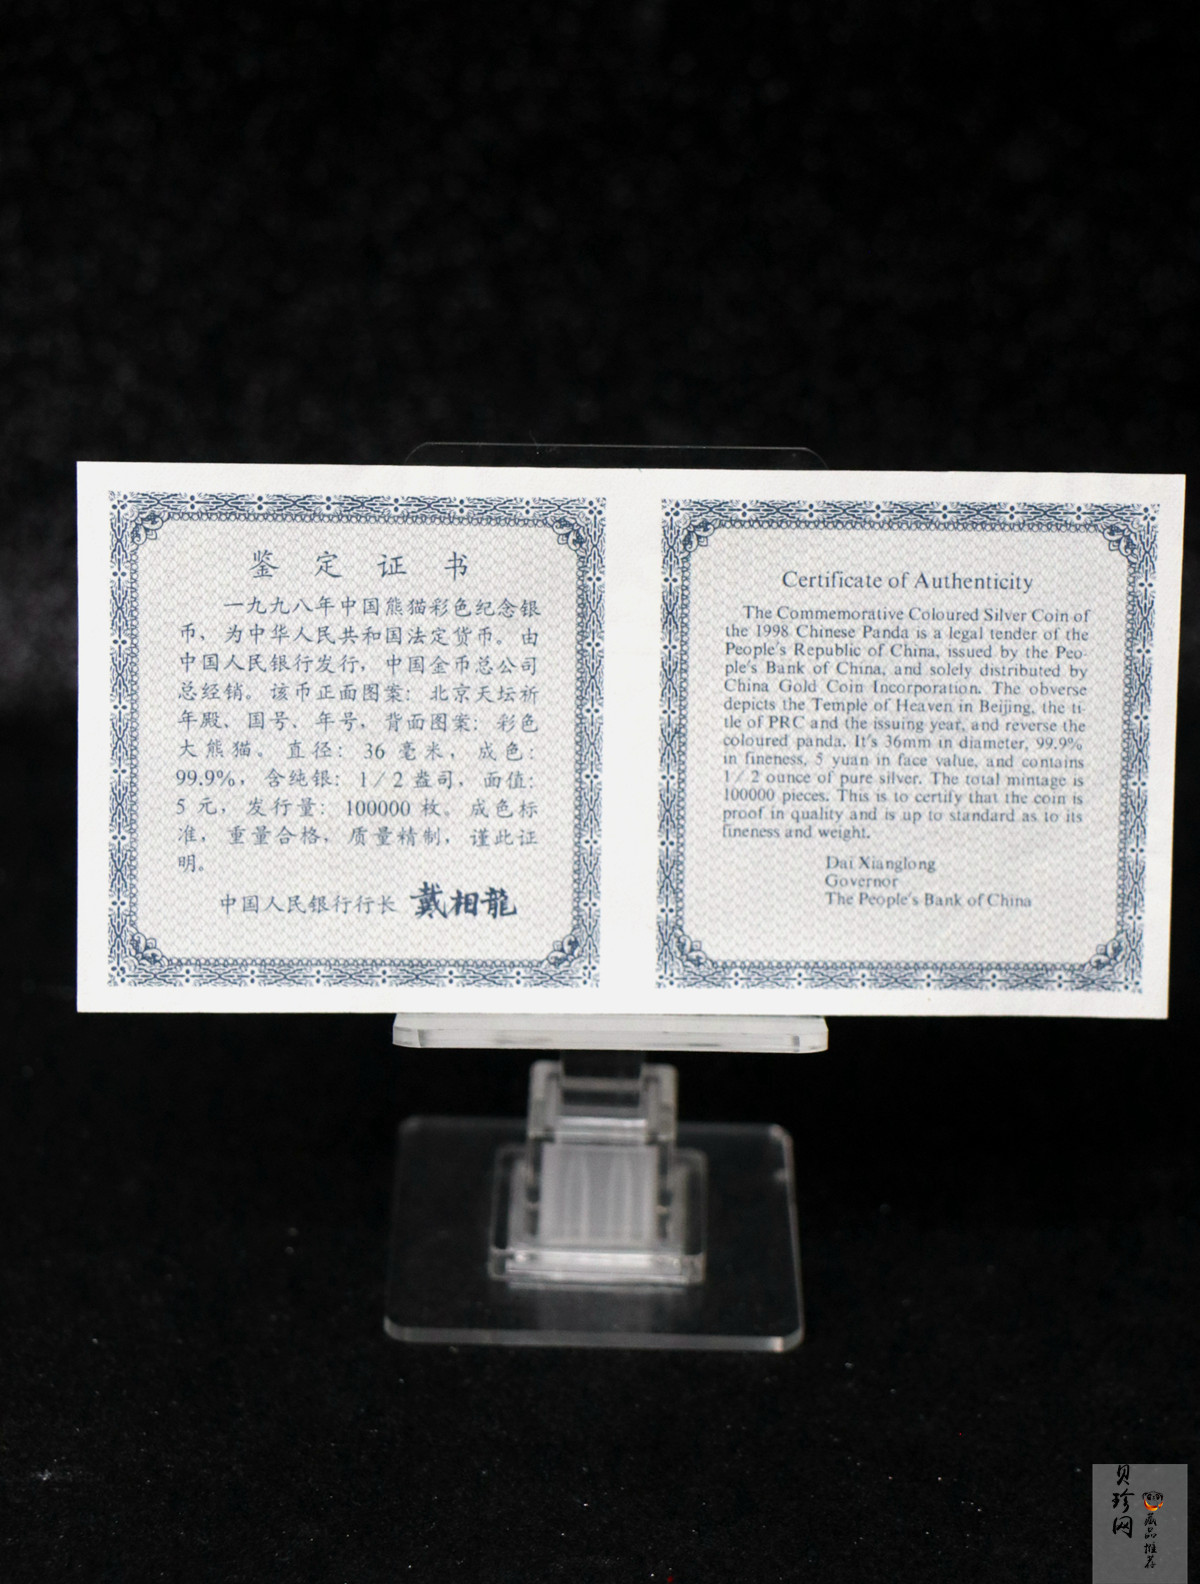 鉴定证书
一九九八年中国熊猫彩色纪念银
币、为中华人民共和国法定货币。由
中国人民银行发行，中国金币总公司
总经销。该币正面图案：北京天坛祈
年殿、国号、年号，背面图案：彩色
大熊猫。直径：36毫米，成色：
99.9%，含纯银：1／2盎司，面值：
5元，发行量：100000枚。成色标
准，重量合格，质量精制，谨此证
明。
中国人民银行行长 戴相龍
Certificate of Authenticity
The Commemorative Coloured Silver Coin of
the 1998 Chinese Panda is a legal tender of the
People's Republic of China, issued by the Peo-
ple's Bank of China, and solely distributed by
China Gold Coin Incorporation. The obverse
depicts the Temple of Heaven in Beijing, the ti-
tle of PRC and the issuing year, and reverse the
coloured panda. It's 36mm in diameter, 99.9%
in fineness, 5 yuan in face value, and contains
1／2 ounce of pure silver. The total mintage is
100000 pieces. This is to certify that the coin is
proof in quality and is up to standard as to its
fineness and weight.
Dai Xianglong
Governor
The People's Bank of China
贝珍网
藏品推荐